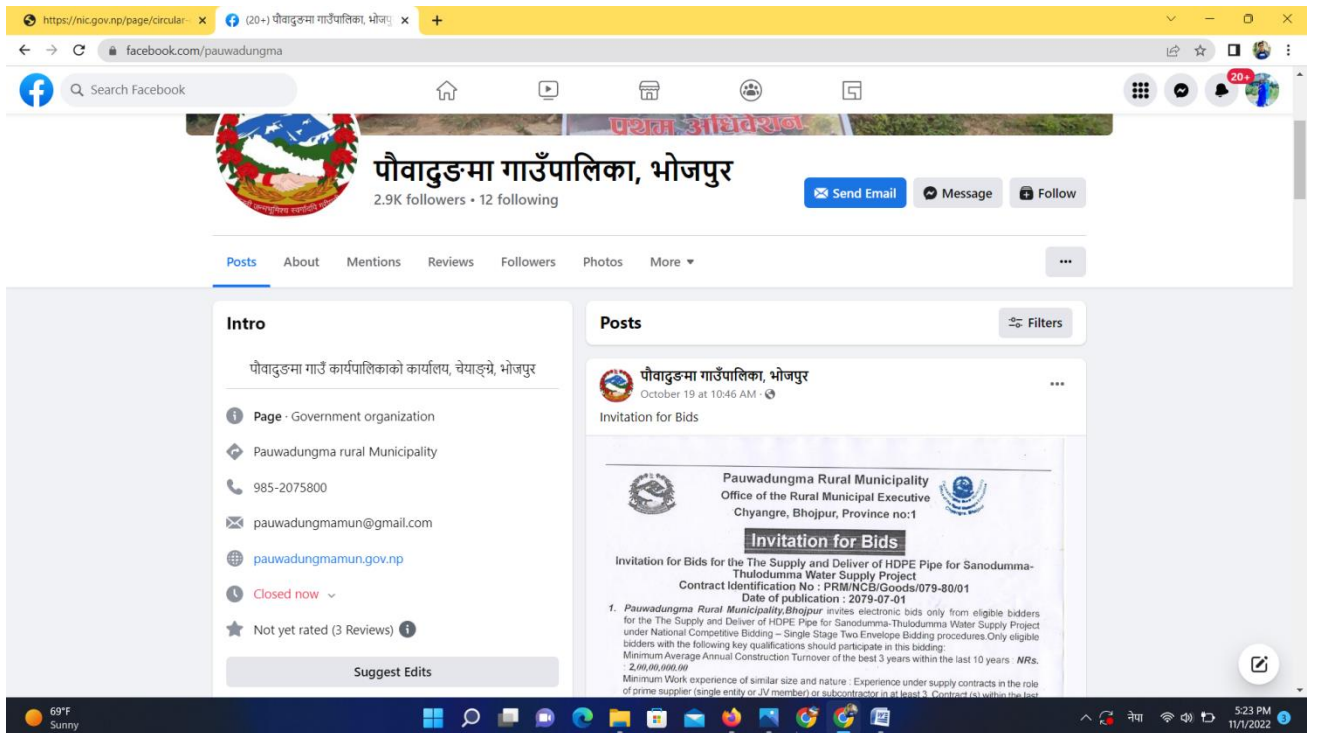 https://nic.gov.np/page/circular-
(20+) पौवादुङमा गाउँपालिका, भोजपु
facebook.com/pauwadungma
Search Facebook
20+
प्रथम अधिवेशन
पौवादुङमा गाउँपालिका, भोजपुर
2.9K followers • 12 following
Send Email Message Follow
Posts About Mentions Reviews Followers Photos More
Intro
पौवादुङमा गाउँ कार्यपालिकाको कार्यालय, चेयाङ्ग्रे, भोजपुर
Page · Government organization
Pauwadungma rural Municipality
985-2075800
pauwadungmamun@gmail.com
pauwadungmamun.gov.np
Closed now
Not yet rated (3 Reviews)
Suggest Edits
Posts
Filters
पौवादुङमा गाउँपालिका, भोजपुर
October 19 at 10:46 AM ·
Invitation for Bids
Pauwadungma Rural Municipality
Office of the Rural Municipal Executive
Chyangre, Bhojpur, Province no:1
Invitation for Bids
Invitation for Bids for the The Supply and Deliver of HDPE Pipe for Sanodumma-
Thulodumma Water Supply Project
Contract Identification No : PRM/NCB/Goods/079-80/01
Date of publication : 2079-07-01
1. Pauwadungma Rural Municipality,Bhojpur invites electronic bids only from eligible bidders
for the The Supply and Deliver of HDPE Pipe for Sanodumma-Thulodumma Water Supply Project
under National Competitive Bidding – Single Stage Two Envelope Bidding procedures.Only eligible
bidders with the following key qualifications should participate in this bidding:
Minimum Average Annual Construction Turnover of the best 3 years within the last 10 years : NRs.
: 2,00,00,000.00
Minimum Work experience of similar size and nature : Experience under supply contracts in the role
of prime supplier (single entity or JV member) or subcontractor in at least 3 Contract (s) within the last
69°F
Sunny
नेपा
5:23 PM
11/1/2022
3